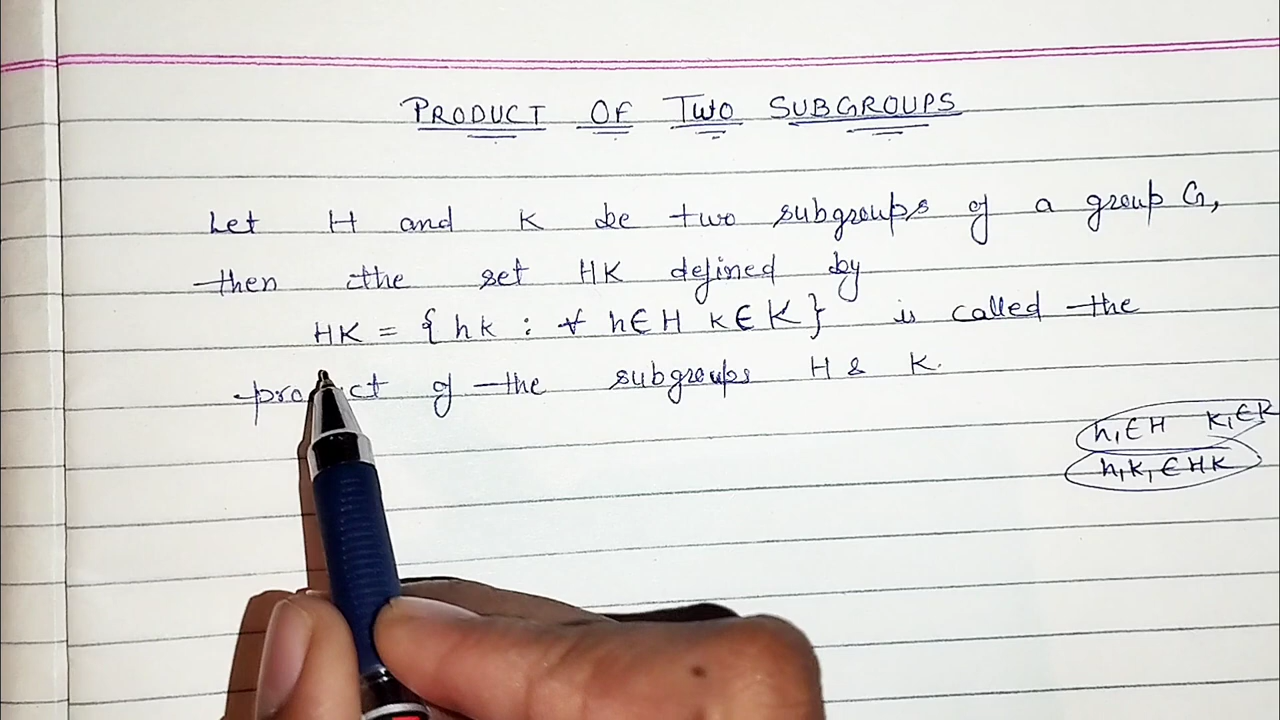 PRODUCT OF TWO SUBGROUPS
Let H and K be two subgroups of a group G,
then the set HK defined by
HK = { hk : ∀ h∈H k∈K } is called the
product of the subgroups H & K.
h₁∈H k₁∈K
h₁k₁∈HK